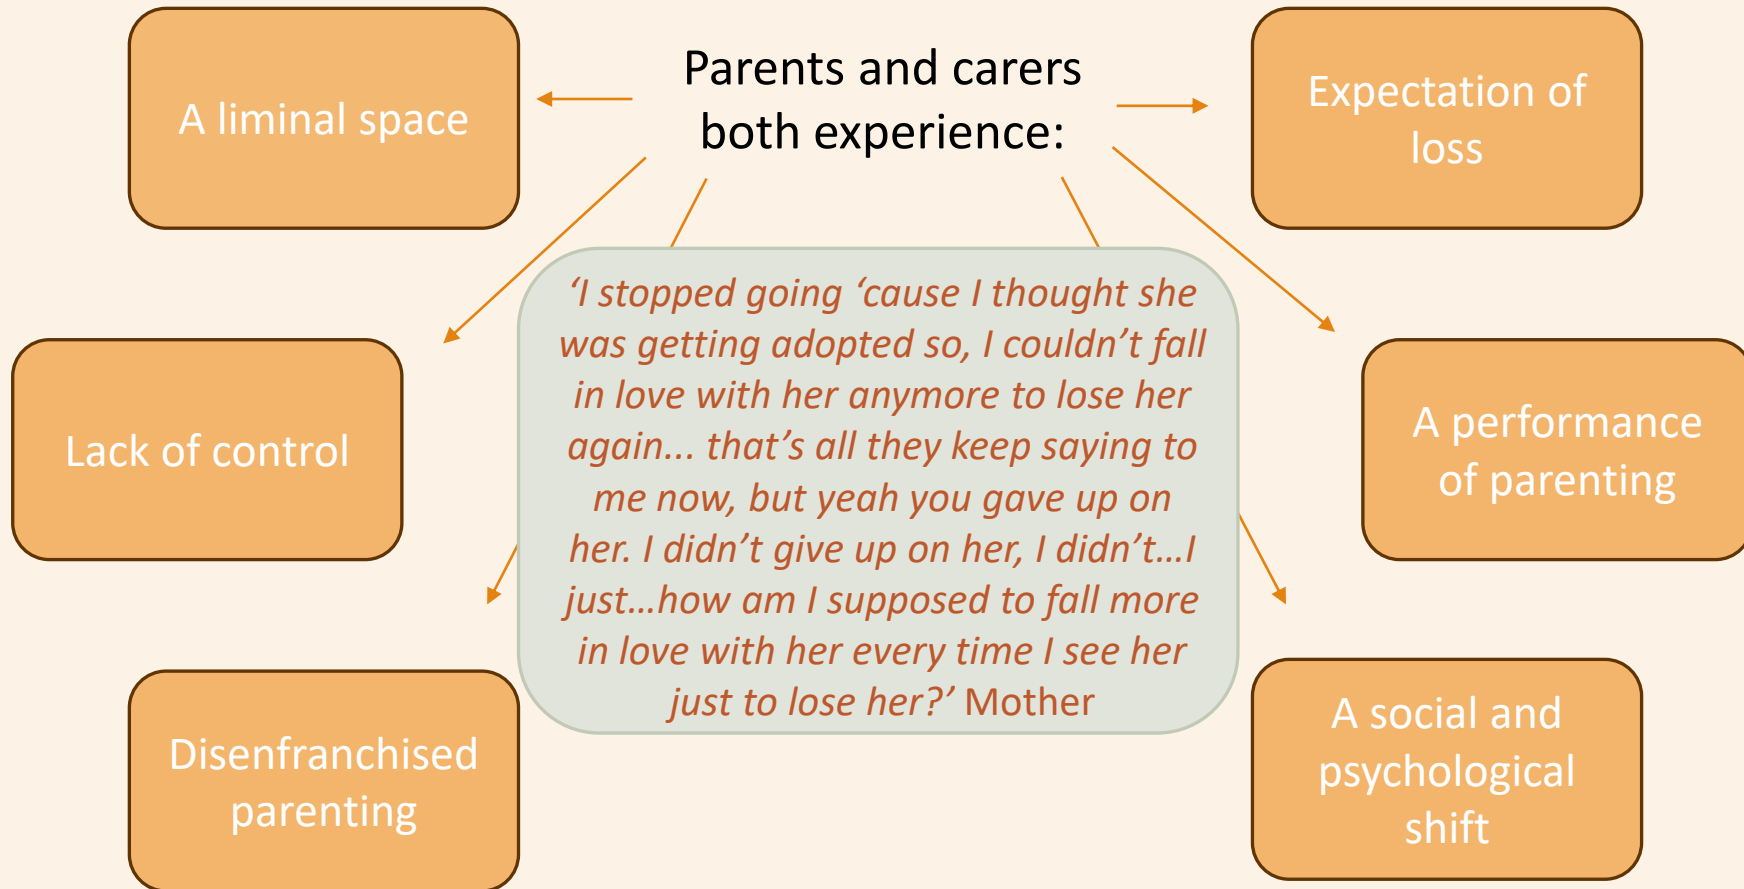 Parents and carers
both experience:
A liminal space
Expectation of
loss
‘I stopped going ‘cause I thought she
was getting adopted so, I couldn’t fall
in love with her anymore to lose her
again... that’s all they keep saying to
me now, but yeah you gave up on
her. I didn’t give up on her, I didn’t...I
just...how am I supposed to fall more
in love with her every time I see her
just to lose her?’ Mother
Lack of control
A performance
of parenting
Disenfranchised
parenting
A social and
psychological
shift